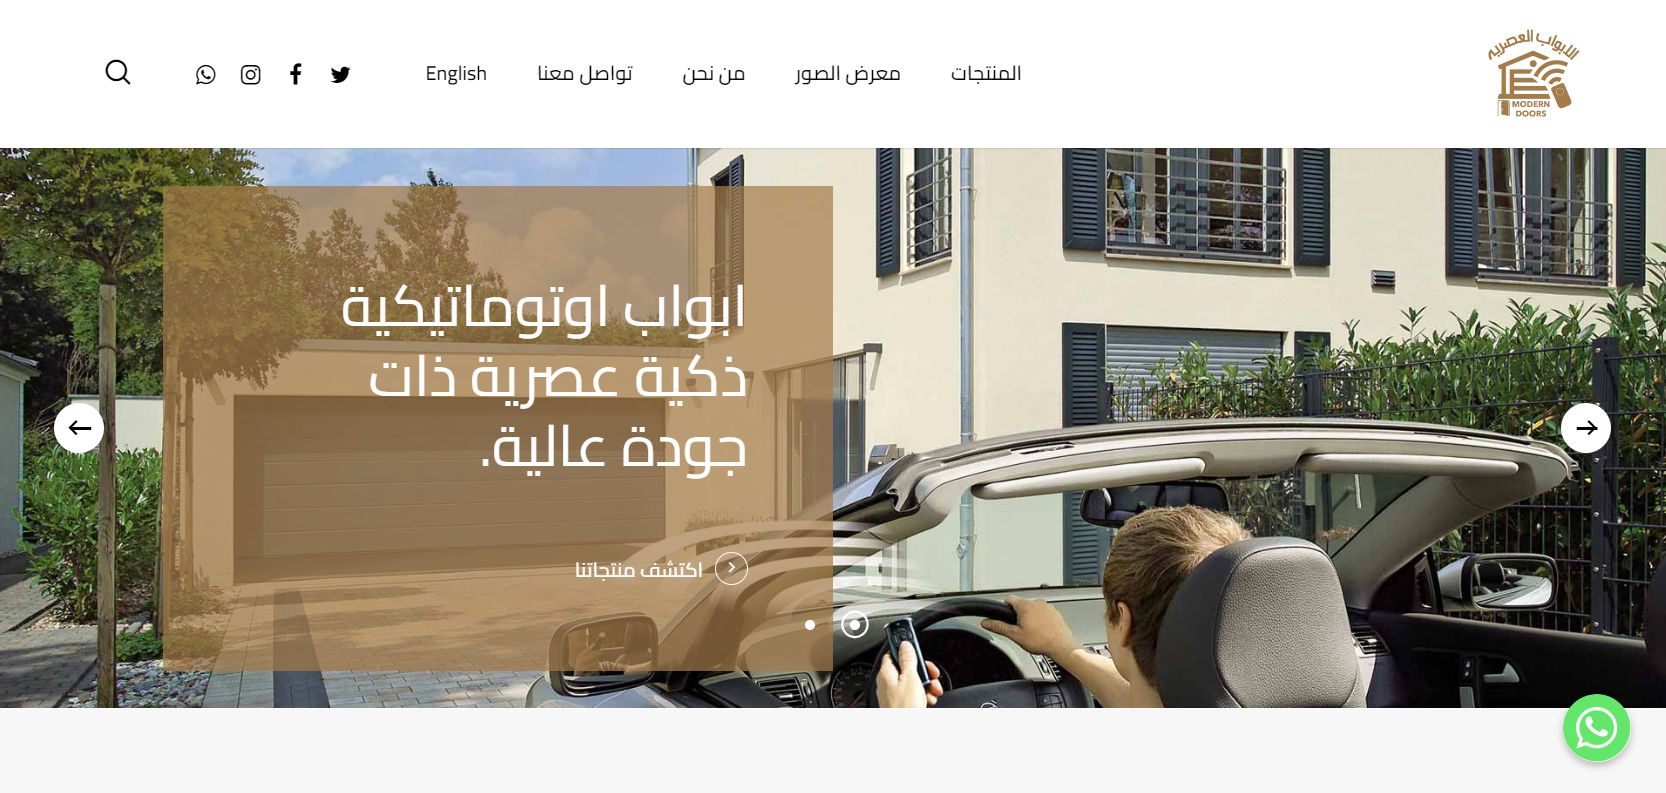 الابواب العصريه
MODERN
DOORS
المنتجات
معرض الصور
من نحن
تواصل معنا
English
ابواب اوتوماتيكية
ذكية عصرية ذات
جودة عالية.
اكتشف منتجاتنا